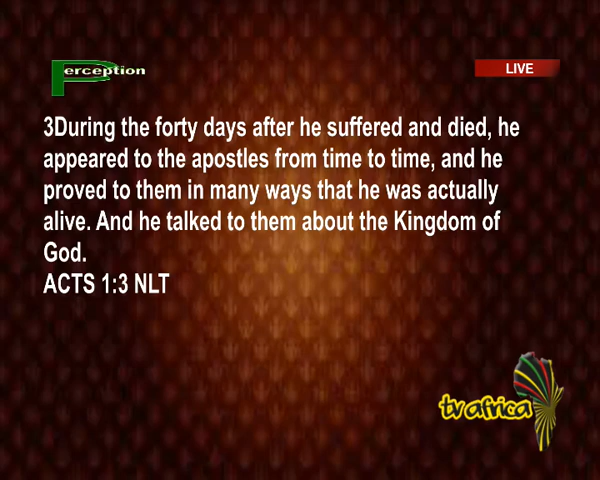 Perception
LIVE
3During the forty days after he suffered and died, he
appeared to the apostles from time to time, and he
proved to them in many ways that he was actually
alive. And he talked to them about the Kingdom of
God.
ACTS 1:3 NLT
tv africa